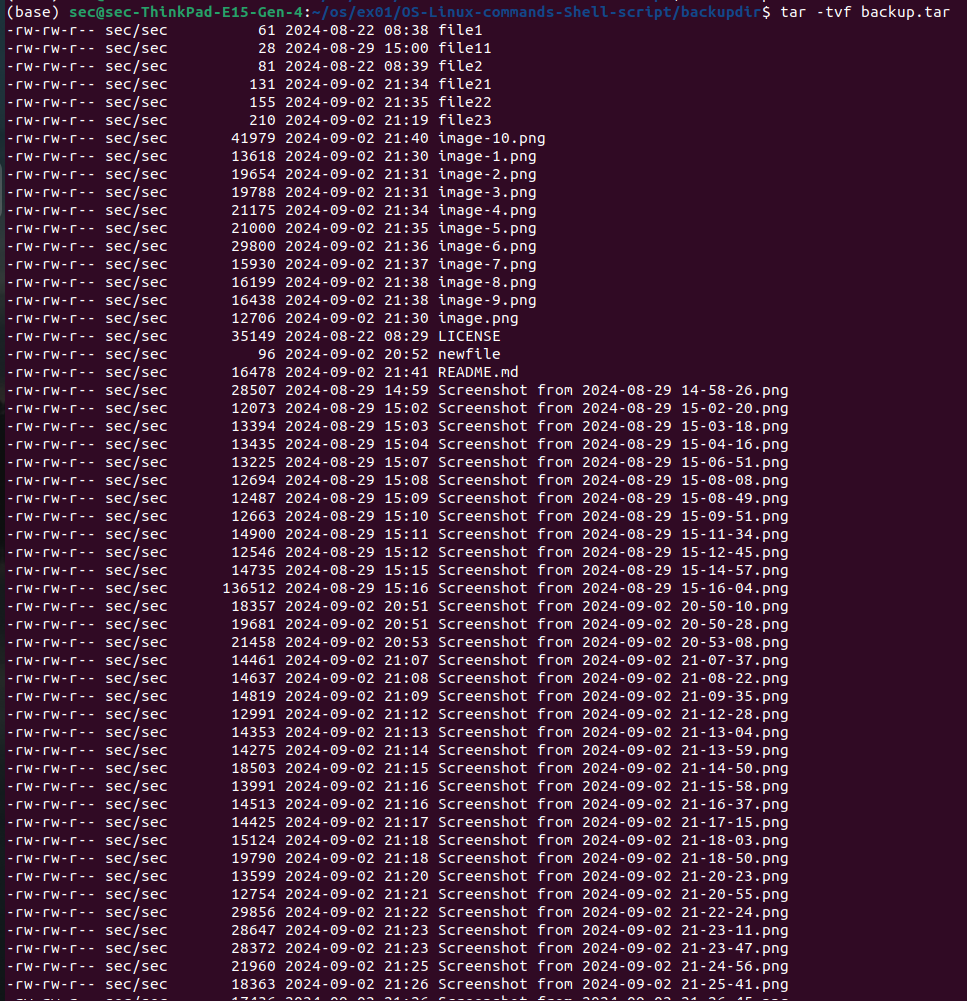 (base) sec@sec-ThinkPad-E15-Gen-4:~/os/ex01/OS-Linux-commands-Shell-script/backupdir$ tar -tvf backup.tar
-rw-rw-r-- sec/sec 61 2024-08-22 08:38 file1
-rw-rw-r-- sec/sec 28 2024-08-29 15:00 file11
-rw-rw-r-- sec/sec 81 2024-08-22 08:39 file2
-rw-rw-r-- sec/sec 131 2024-09-02 21:34 file21
-rw-rw-r-- sec/sec 155 2024-09-02 21:35 file22
-rw-rw-r-- sec/sec 210 2024-09-02 21:19 file23
-rw-rw-r-- sec/sec 41979 2024-09-02 21:40 image-10.png
-rw-rw-r-- sec/sec 13618 2024-09-02 21:30 image-1.png
-rw-rw-r-- sec/sec 19654 2024-09-02 21:31 image-2.png
-rw-rw-r-- sec/sec 19788 2024-09-02 21:31 image-3.png
-rw-rw-r-- sec/sec 21175 2024-09-02 21:34 image-4.png
-rw-rw-r-- sec/sec 21000 2024-09-02 21:35 image-5.png
-rw-rw-r-- sec/sec 29800 2024-09-02 21:36 image-6.png
-rw-rw-r-- sec/sec 15930 2024-09-02 21:37 image-7.png
-rw-rw-r-- sec/sec 16199 2024-09-02 21:38 image-8.png
-rw-rw-r-- sec/sec 16438 2024-09-02 21:38 image-9.png
-rw-rw-r-- sec/sec 12706 2024-09-02 21:30 image.png
-rw-rw-r-- sec/sec 35149 2024-08-22 08:29 LICENSE
-rw-rw-r-- sec/sec 96 2024-09-02 20:52 newfile
-rw-rw-r-- sec/sec 16478 2024-09-02 21:41 README.md
-rw-rw-r-- sec/sec 28507 2024-08-29 14:59 Screenshot from 2024-08-29 14-58-26.png
-rw-rw-r-- sec/sec 12073 2024-08-29 15:02 Screenshot from 2024-08-29 15-02-20.png
-rw-rw-r-- sec/sec 13394 2024-08-29 15:03 Screenshot from 2024-08-29 15-03-18.png
-rw-rw-r-- sec/sec 13435 2024-08-29 15:04 Screenshot from 2024-08-29 15-04-16.png
-rw-rw-r-- sec/sec 13225 2024-08-29 15:07 Screenshot from 2024-08-29 15-06-51.png
-rw-rw-r-- sec/sec 12694 2024-08-29 15:08 Screenshot from 2024-08-29 15-08-08.png
-rw-rw-r-- sec/sec 12487 2024-08-29 15:09 Screenshot from 2024-08-29 15-08-49.png
-rw-rw-r-- sec/sec 12663 2024-08-29 15:10 Screenshot from 2024-08-29 15-09-51.png
-rw-rw-r-- sec/sec 14900 2024-08-29 15:11 Screenshot from 2024-08-29 15-11-34.png
-rw-rw-r-- sec/sec 12546 2024-08-29 15:12 Screenshot from 2024-08-29 15-12-45.png
-rw-rw-r-- sec/sec 14735 2024-08-29 15:15 Screenshot from 2024-08-29 15-14-57.png
-rw-rw-r-- sec/sec 136512 2024-08-29 15:16 Screenshot from 2024-08-29 15-16-04.png
-rw-rw-r-- sec/sec 18357 2024-09-02 20:51 Screenshot from 2024-09-02 20-50-10.png
-rw-rw-r-- sec/sec 19681 2024-09-02 20:51 Screenshot from 2024-09-02 20-50-28.png
-rw-rw-r-- sec/sec 21458 2024-09-02 20:53 Screenshot from 2024-09-02 20-53-08.png
-rw-rw-r-- sec/sec 14461 2024-09-02 21:07 Screenshot from 2024-09-02 21-07-37.png
-rw-rw-r-- sec/sec 14637 2024-09-02 21:08 Screenshot from 2024-09-02 21-08-22.png
-rw-rw-r-- sec/sec 14819 2024-09-02 21:09 Screenshot from 2024-09-02 21-09-35.png
-rw-rw-r-- sec/sec 12991 2024-09-02 21:12 Screenshot from 2024-09-02 21-12-28.png
-rw-rw-r-- sec/sec 14353 2024-09-02 21:13 Screenshot from 2024-09-02 21-13-04.png
-rw-rw-r-- sec/sec 14275 2024-09-02 21:14 Screenshot from 2024-09-02 21-13-59.png
-rw-rw-r-- sec/sec 18503 2024-09-02 21:15 Screenshot from 2024-09-02 21-14-50.png
-rw-rw-r-- sec/sec 13991 2024-09-02 21:16 Screenshot from 2024-09-02 21-15-58.png
-rw-rw-r-- sec/sec 14513 2024-09-02 21:16 Screenshot from 2024-09-02 21-16-37.png
-rw-rw-r-- sec/sec 14425 2024-09-02 21:17 Screenshot from 2024-09-02 21-17-15.png
-rw-rw-r-- sec/sec 15124 2024-09-02 21:18 Screenshot from 2024-09-02 21-18-03.png
-rw-rw-r-- sec/sec 19790 2024-09-02 21:18 Screenshot from 2024-09-02 21-18-50.png
-rw-rw-r-- sec/sec 13599 2024-09-02 21:20 Screenshot from 2024-09-02 21-20-23.png
-rw-rw-r-- sec/sec 12754 2024-09-02 21:21 Screenshot from 2024-09-02 21-20-55.png
-rw-rw-r-- sec/sec 29856 2024-09-02 21:22 Screenshot from 2024-09-02 21-22-24.png
-rw-rw-r-- sec/sec 28647 2024-09-02 21:23 Screenshot from 2024-09-02 21-23-11.png
-rw-rw-r-- sec/sec 28372 2024-09-02 21:23 Screenshot from 2024-09-02 21-23-47.png
-rw-rw-r-- sec/sec 21960 2024-09-02 21:25 Screenshot from 2024-09-02 21-24-56.png
-rw-rw-r-- sec/sec 18363 2024-09-02 21:26 Screenshot from 2024-09-02 21-25-41.png